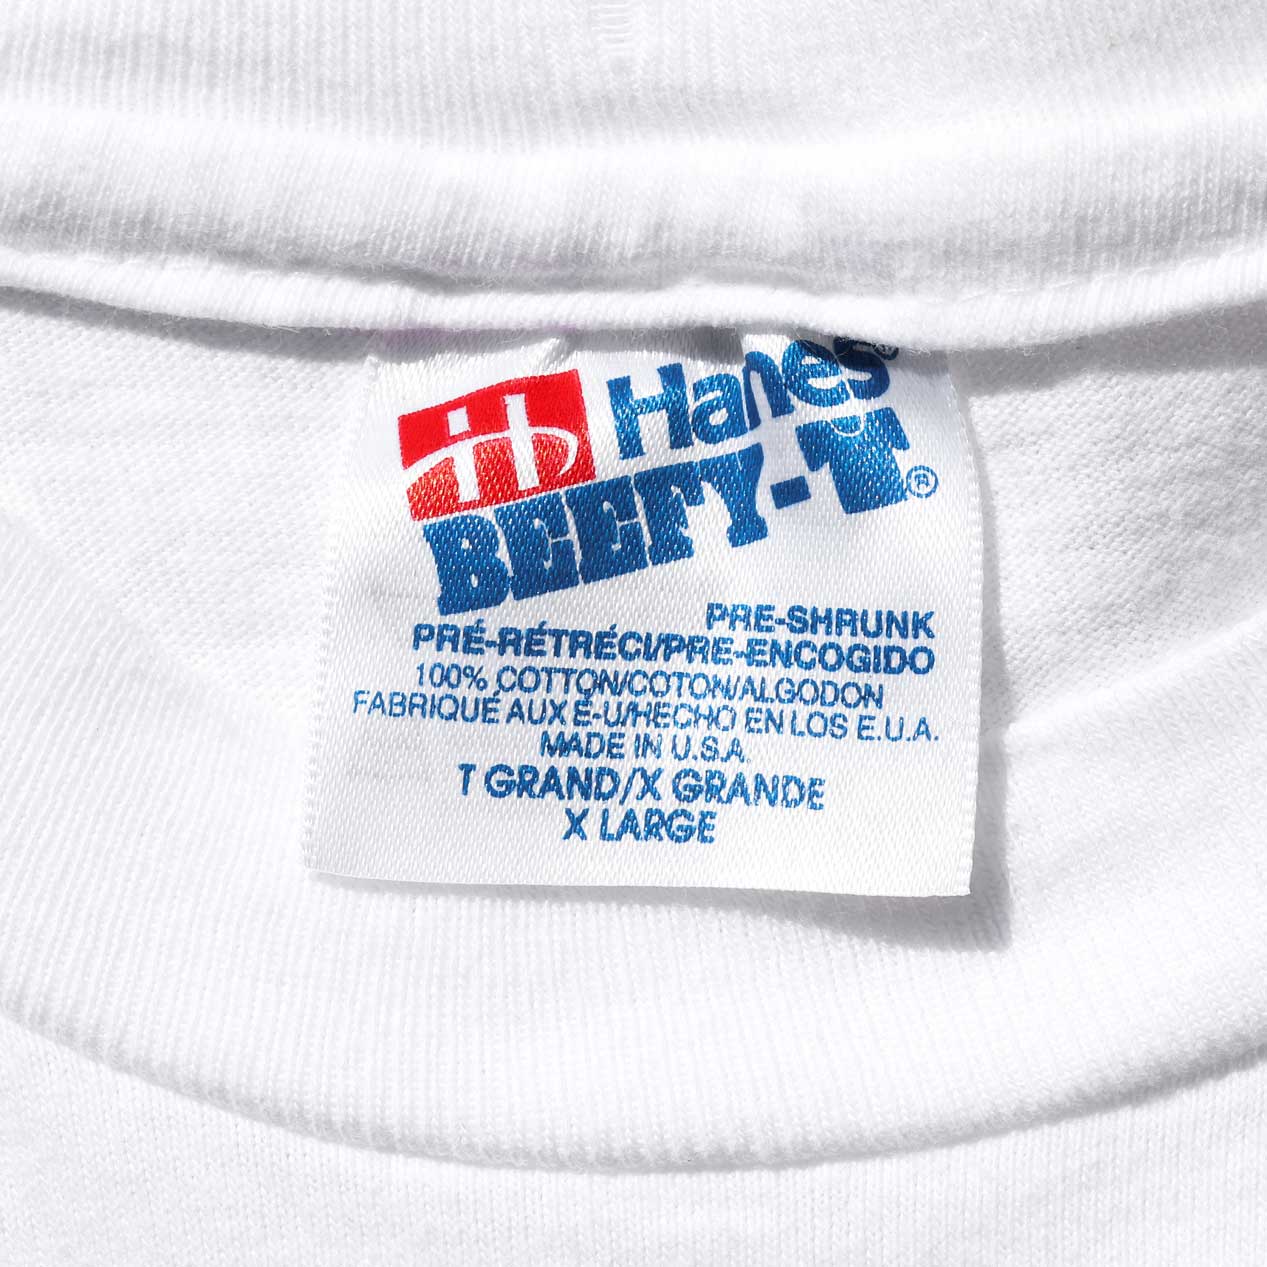 Hanes®
BEEFY-T®
PRE-SHRUNK
PRÉ-RÉTRÉCI/PRE-ENCOGIDO
100% COTTON/COTON/ALGODON
FABRIQUÉ AUX É-U/HECHO EN LOS E.U.A.
MADE IN U.S.A.
T GRAND/X GRANDE
X LARGE